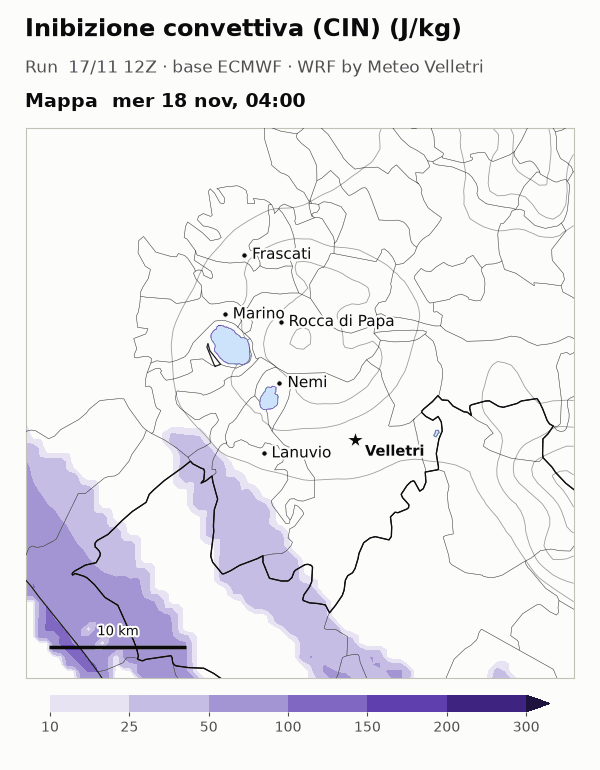 Inibizione convettiva (CIN) (J/kg)
Run  17/11 12Z · base ECMWF · WRF by Meteo Velletri
Mappa  mer 18 nov, 04:00
Frascati
Marino
Rocca di Papa
Nemi
Velletri
Lanuvio
10 km
10 25 50 100 150 200 300